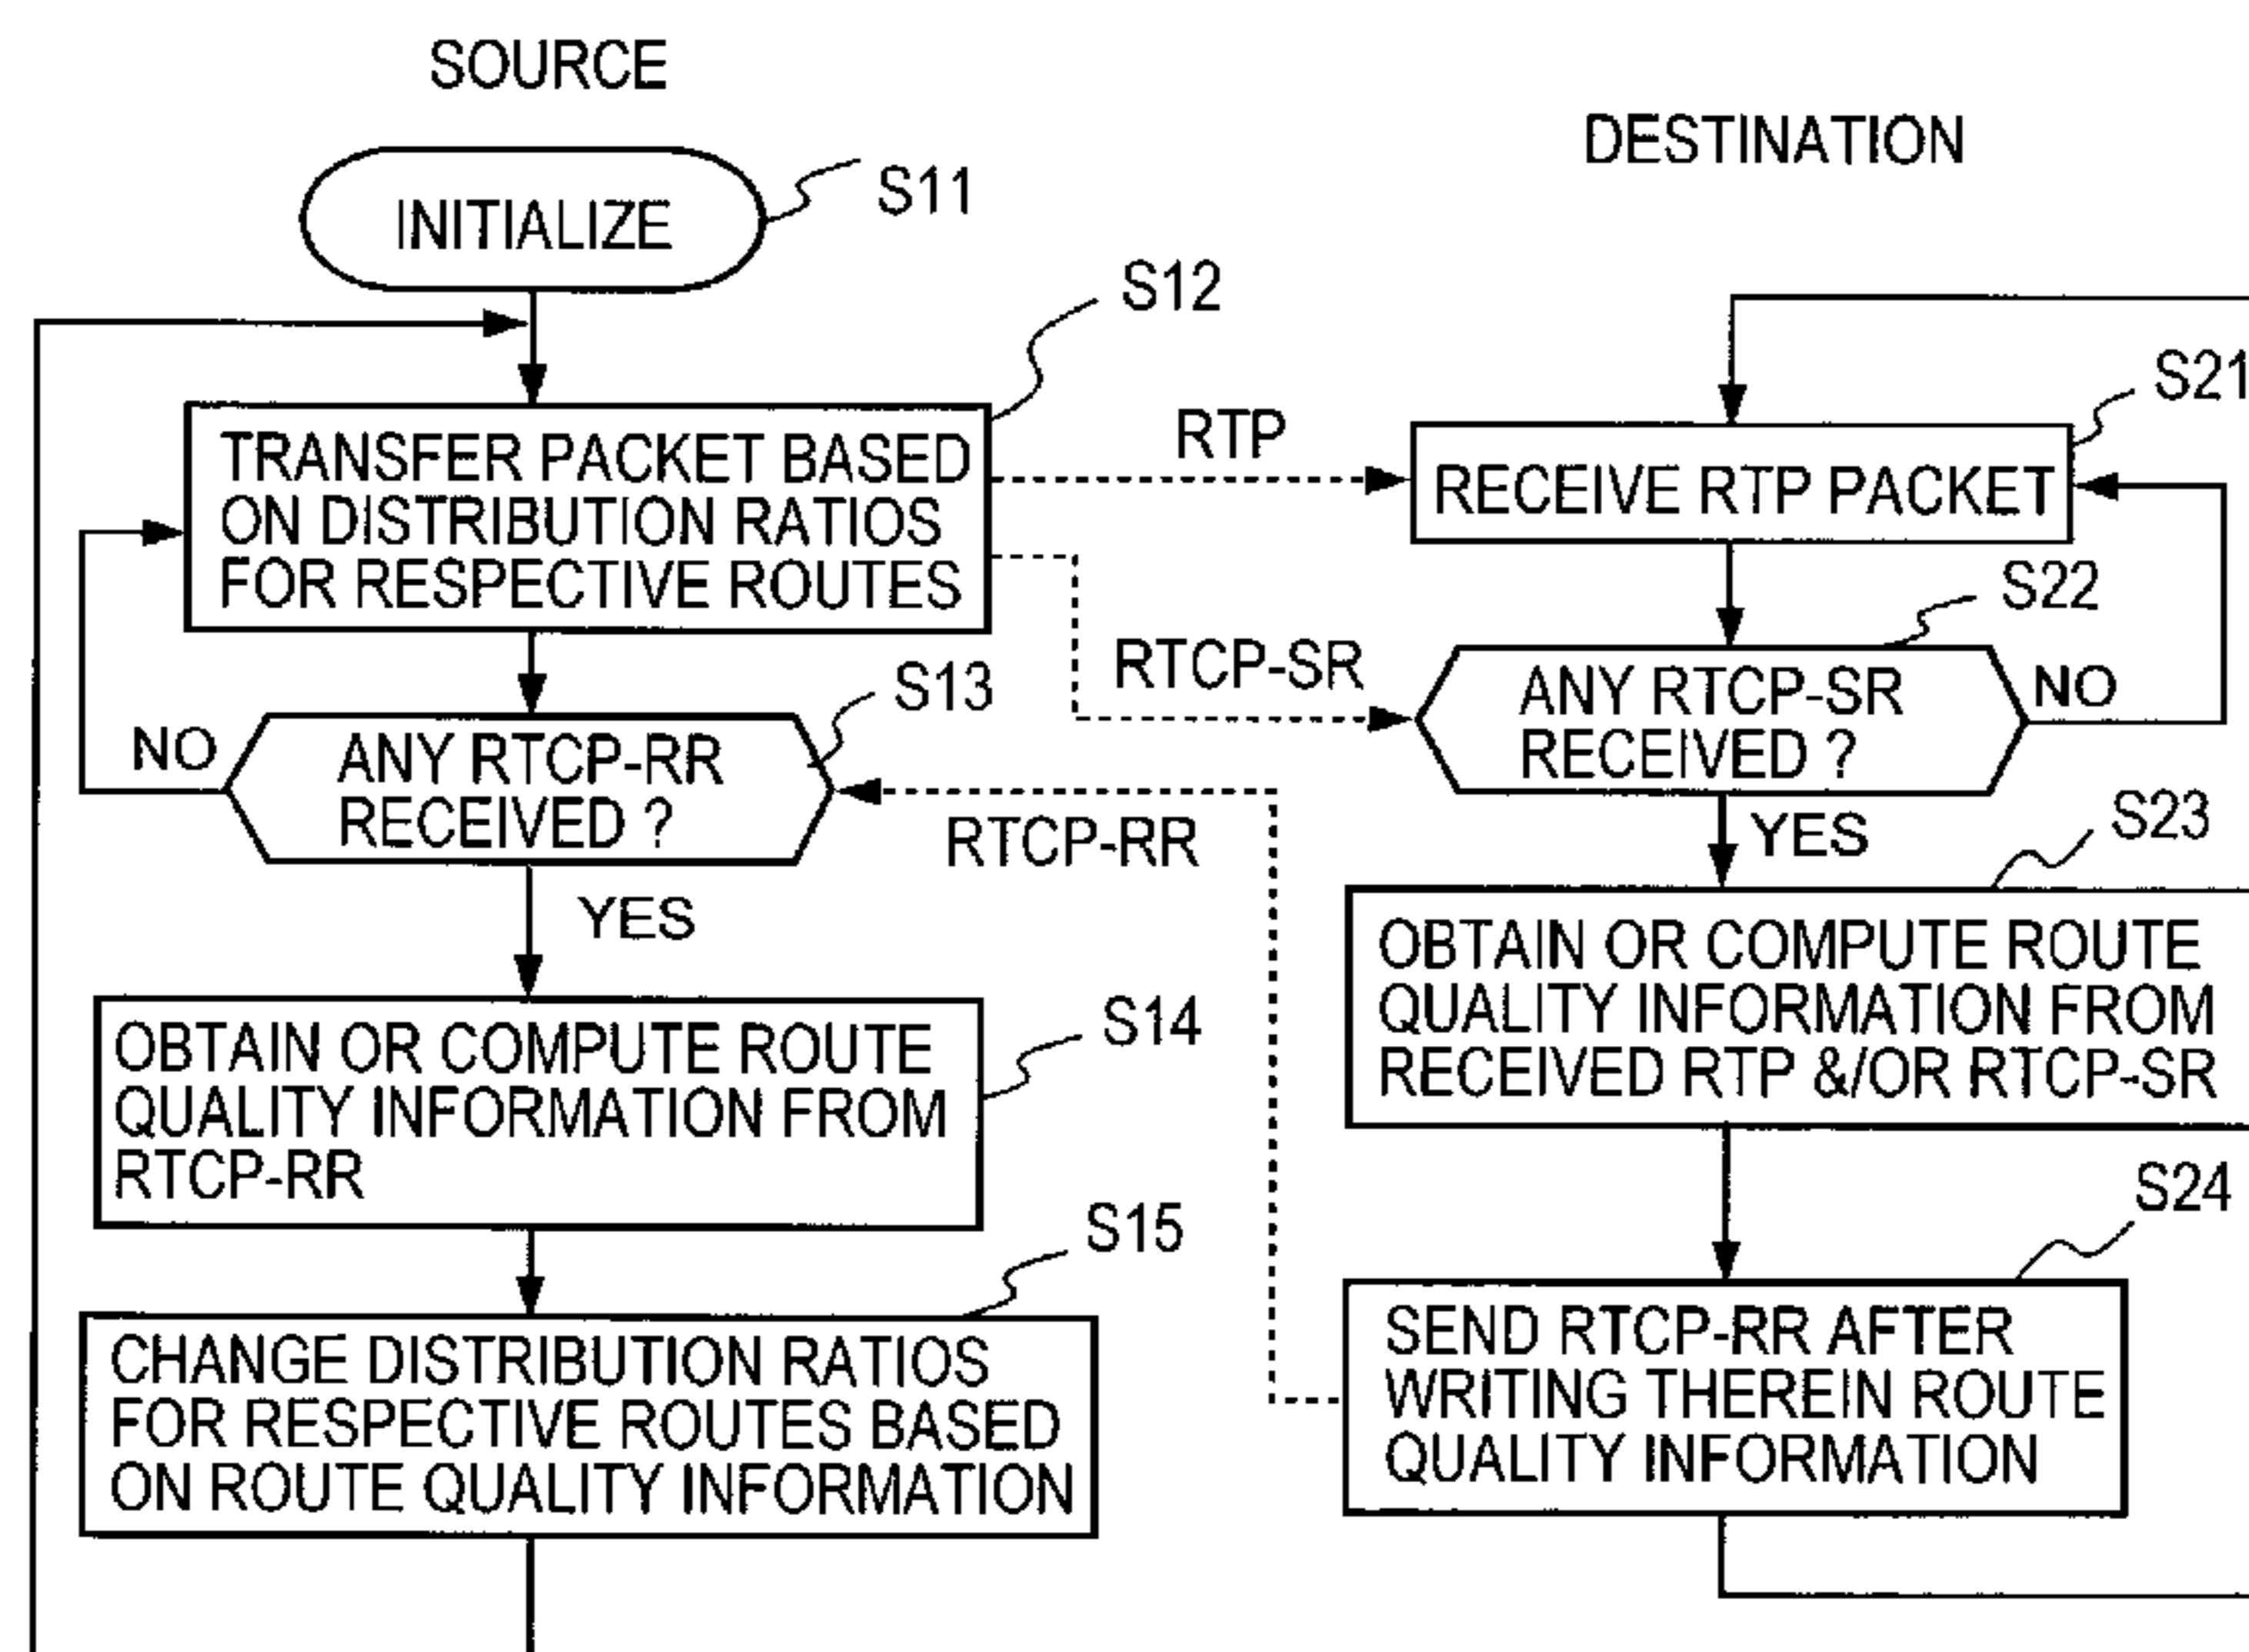 SOURCE
INITIALIZE
S11
S12
TRANSFER PACKET BASED
ON DISTRIBUTION RATIOS
FOR RESPECTIVE ROUTES
RTP
RTCP-SR
S13
NO
ANY RTCP-RR
RECEIVED ?
RTCP-RR
YES
S14
OBTAIN OR COMPUTE ROUTE
QUALITY INFORMATION FROM
RTCP-RR
S15
CHANGE DISTRIBUTION RATIOS
FOR RESPECTIVE ROUTES BASED
ON ROUTE QUALITY INFORMATION
DESTINATION
S21
RECEIVE RTP PACKET
S22
ANY RTCP-SR
RECEIVED ?
NO
YES
S23
OBTAIN OR COMPUTE ROUTE
QUALITY INFORMATION FROM
RECEIVED RTP &/OR RTCP-SR
S24
SEND RTCP-RR AFTER
WRITING THEREIN ROUTE
QUALITY INFORMATION